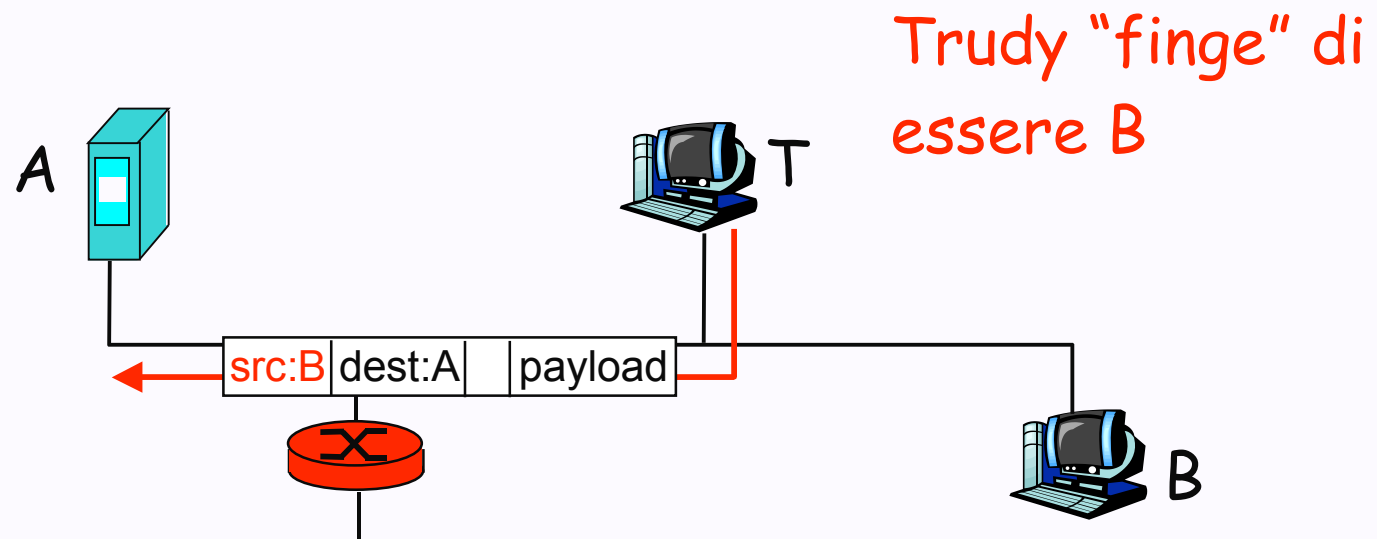 Trudy “finge” di
essere B
A
T
src:B dest:A payload
B